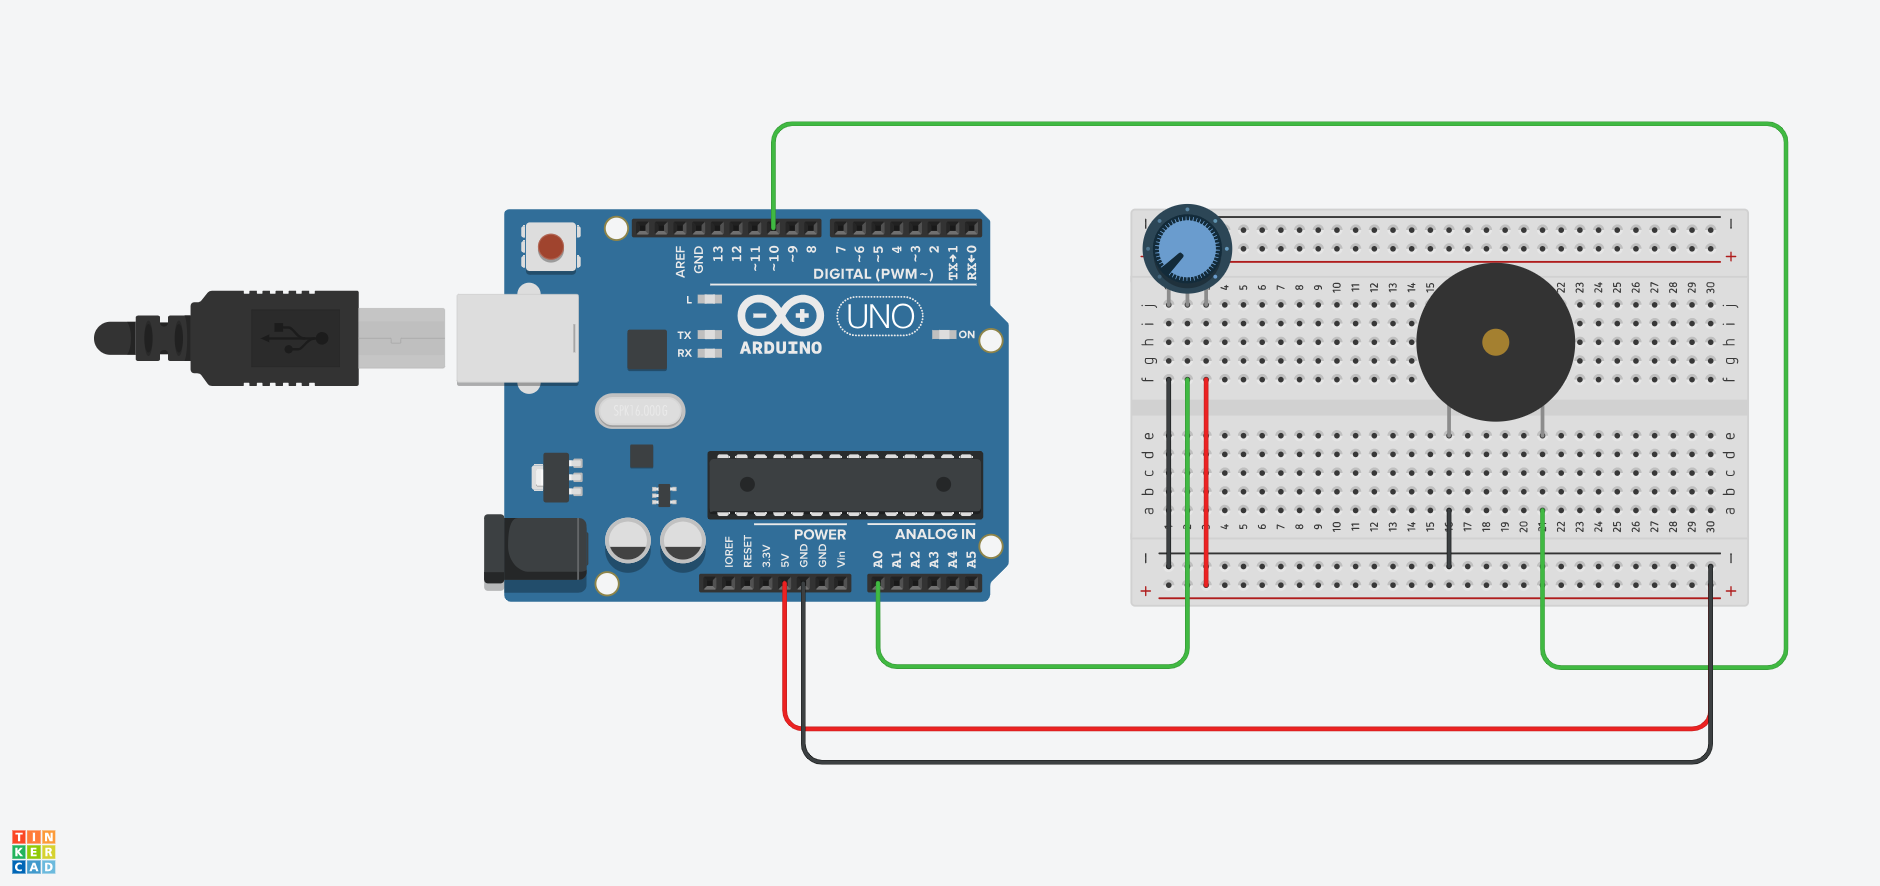 AREF
GND
13
12
~11
~10
~9
8
7
~6
~5
4
~3
2
TX→1
RX←0
DIGITAL (PWM~)
L
TX
RX
ARDUINO
UNO
ON
SPK16.000G
POWER
ANALOG IN
IOREF
RESET
3.3V
5V
GND
GND
Vin
A0
A1
A2
A3
A4
A5
− −
+
4 5 6 7 8 9 10 11 12 13 14 15 22 23 24 25 26 27 28 29 30
j j
i i
h h
g g
f f
e e
d d
c c
b b
a a
4 5 6 7 8 9 10 11 12 13 14 15 17 18 19 20 22 23 24 25 26 27 28 29 30
− −
+ +
TIN
KER
CAD